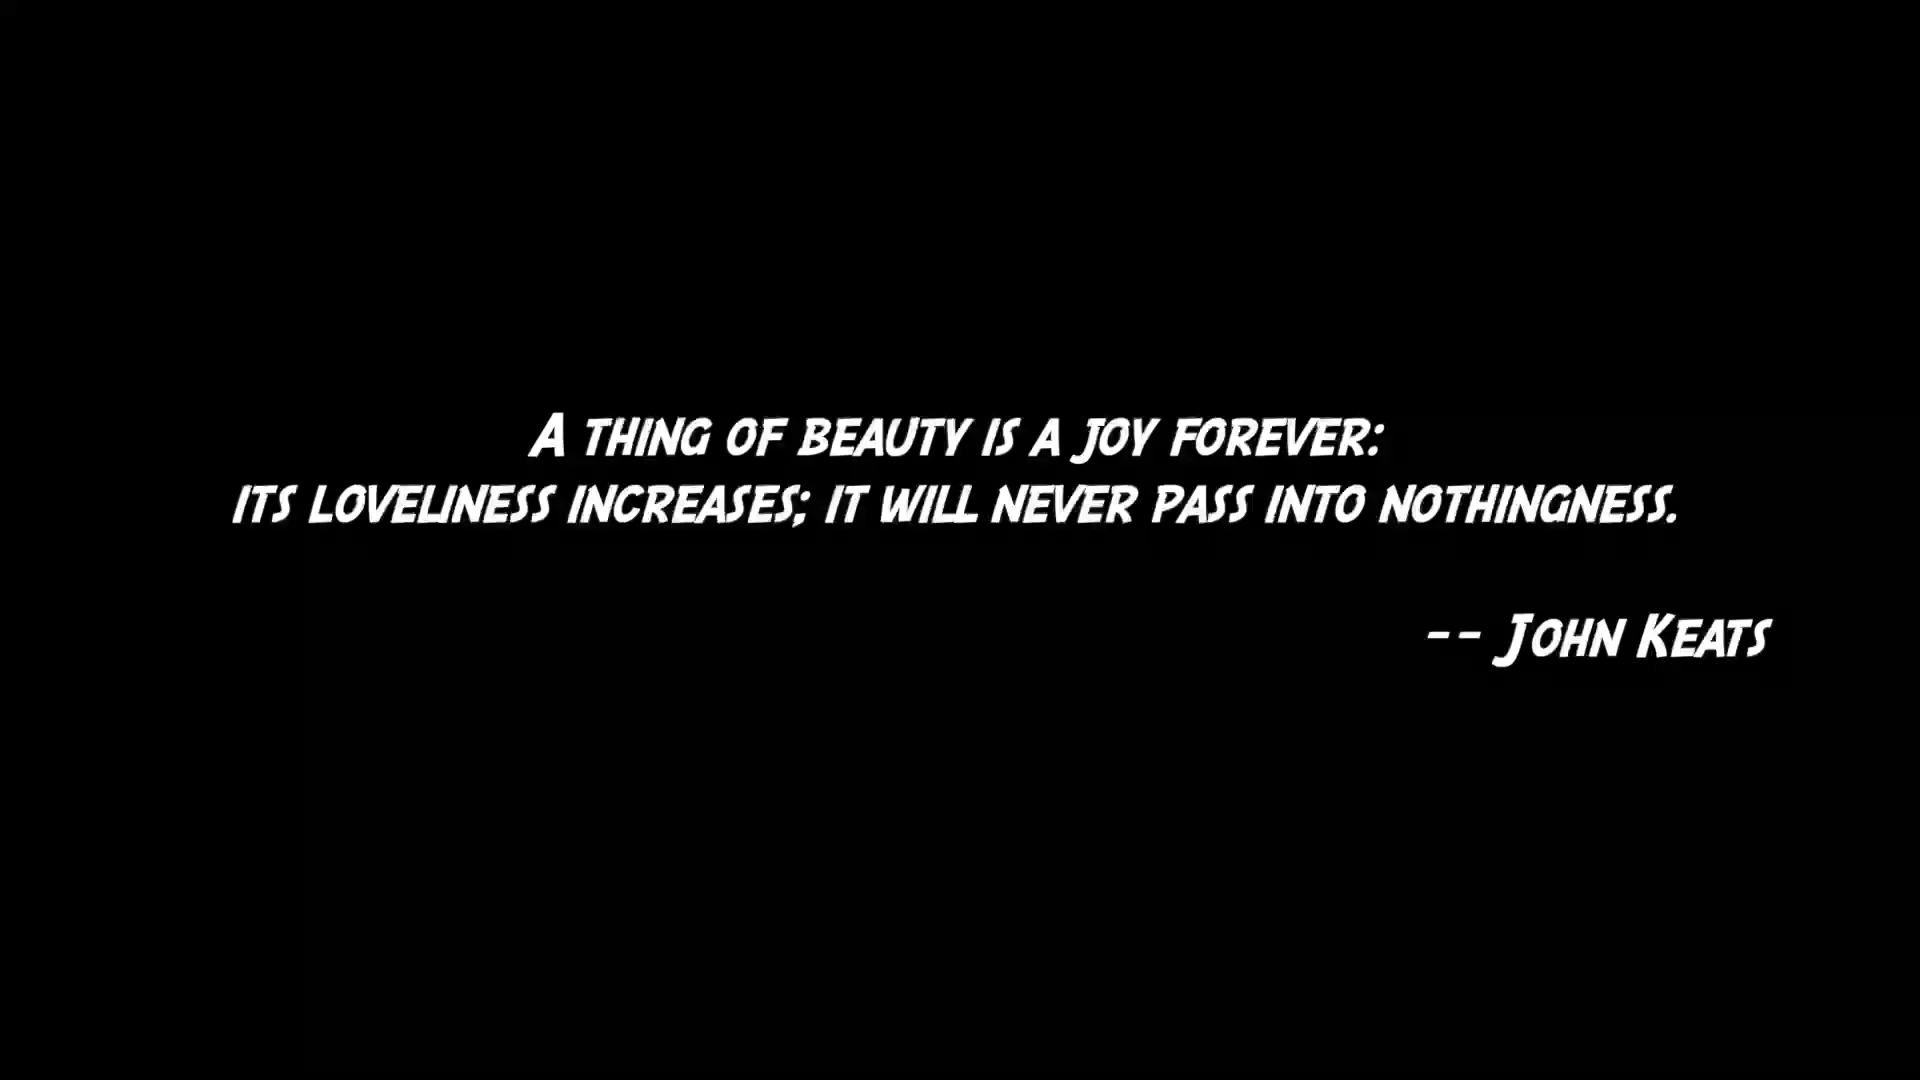 A thing of beauty is a joy forever:
its loveliness increases; it will never pass into nothingness.
-- John Keats